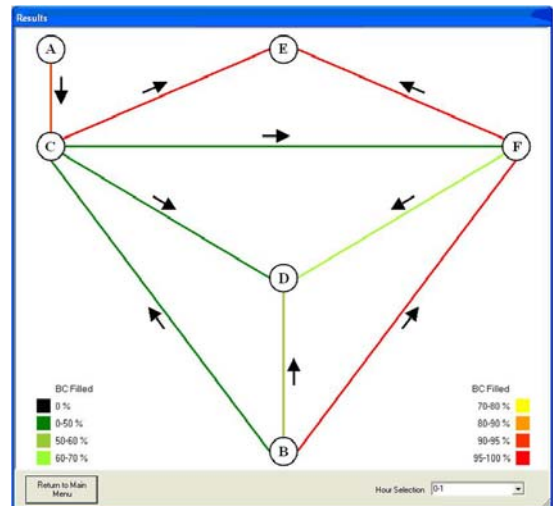 Results
A
E
C
F
D
B
BC Filled
0 %
0-50 %
50-60 %
60-70 %
BC Filled
70-80 %
80-90 %
90-95 %
95-100 %
Return to Main
Menu
Hour Selection
0-1